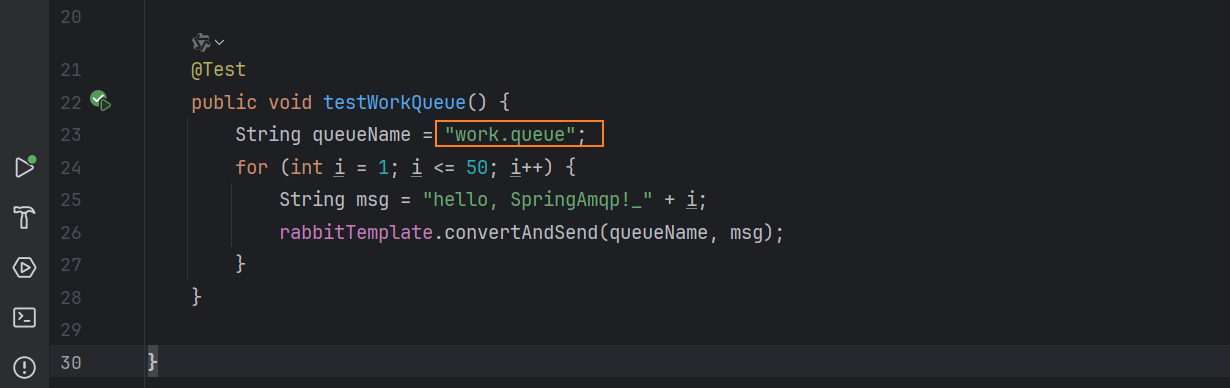 20
21 @Test
22 public void testWorkQueue() {
23 String queueName = "work.queue";
24 for (int i = 1; i <= 50; i++) {
25 String msg = "hello, SpringAmqp!_" + i;
26 rabbitTemplate.convertAndSend(queueName, msg);
27 }
28 }
29
30 }